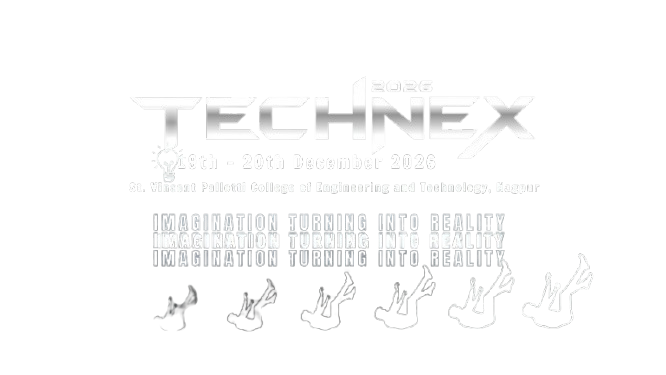 2026
TECHNEX
19th - 20th December 2026
St. Vincent Pallotti College of Engineering and Technology, Nagpur
IMAGINATION TURNING INTO REALITY
IMAGINATION TURNING INTO REALITY
IMAGINATION TURNING INTO REALITY